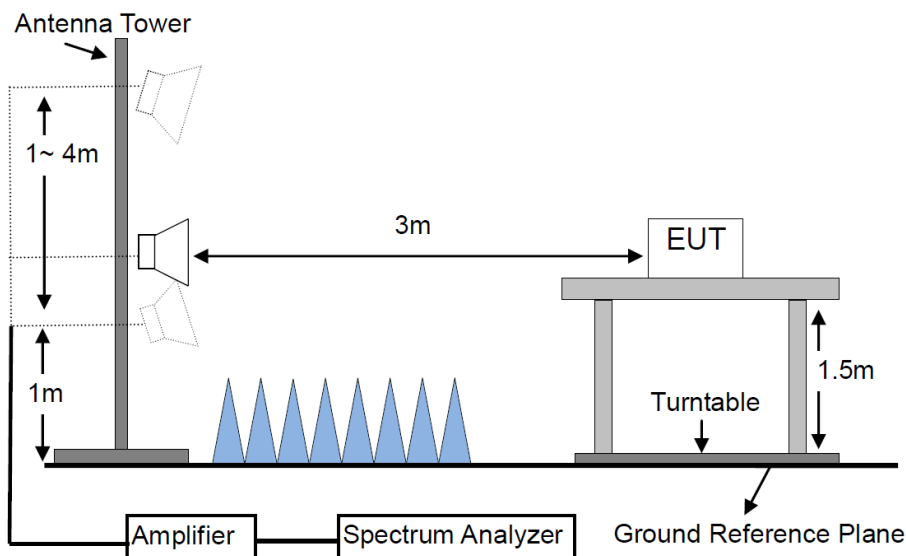 Antenna Tower
1~ 4m
3m
EUT
1m
1.5m
Turntable
Amplifier
Spectrum Analyzer
Ground Reference Plane